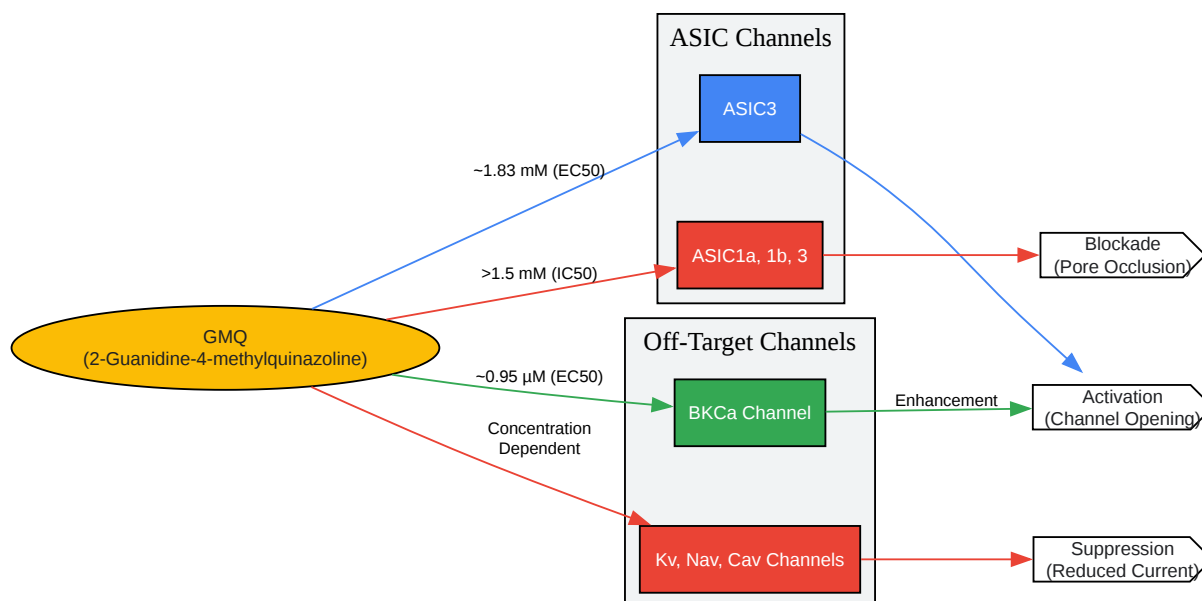 ASIC Channels
ASIC3
~1.83 mM (EC50)
ASIC1a, 1b, 3
>1.5 mM (IC50)
Blockade
(Pore Occlusion)
GMQ
(2-Guanidine-4-methylquinazoline)
Off-Target Channels
~0.95 µM (EC50)
BKCa Channel
Enhancement
Activation
(Channel Opening)
Concentration
Dependent
Kv, Nav, Cav Channels
Suppression
(Reduced Current)